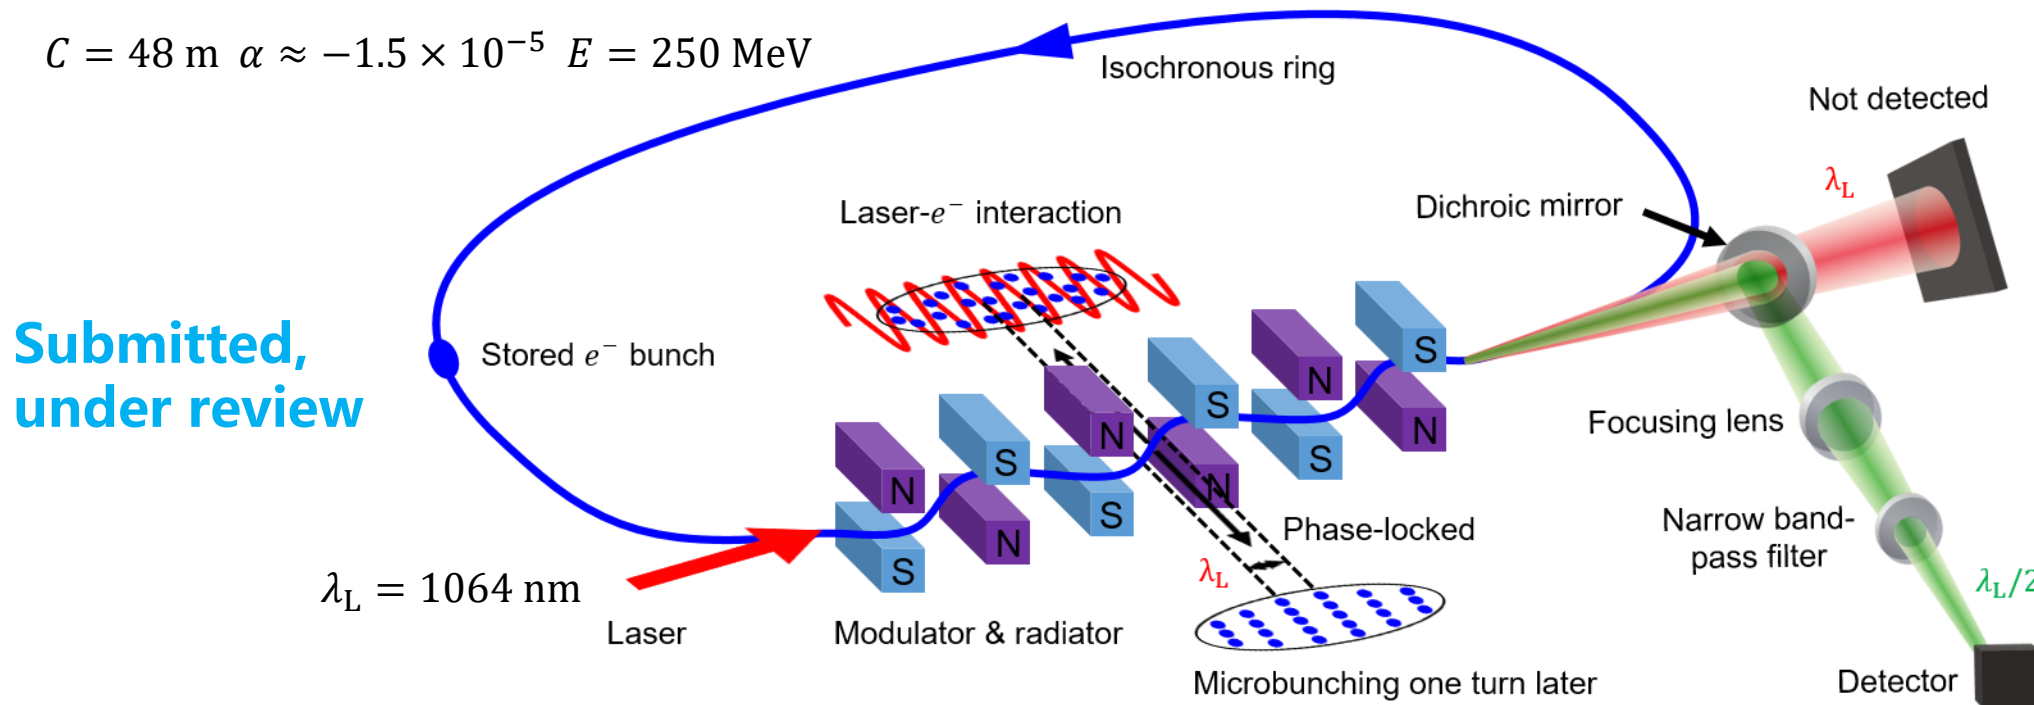 C = 48 m α ≈ −1.5 × 10⁻⁵ E = 250 MeV
Isochronous ring
Not detected
λL
Laser-e⁻ interaction
Dichroic mirror
Submitted,
under review
Stored e⁻ bunch
S
N
S
N
N
S
N
S
Focusing lens
N
N
S
S
N
S
N
Phase-locked
Narrow band-
pass filter
λL
λL = 1064 nm
λL/2
Laser
Modulator & radiator
Microbunching one turn later
Detector